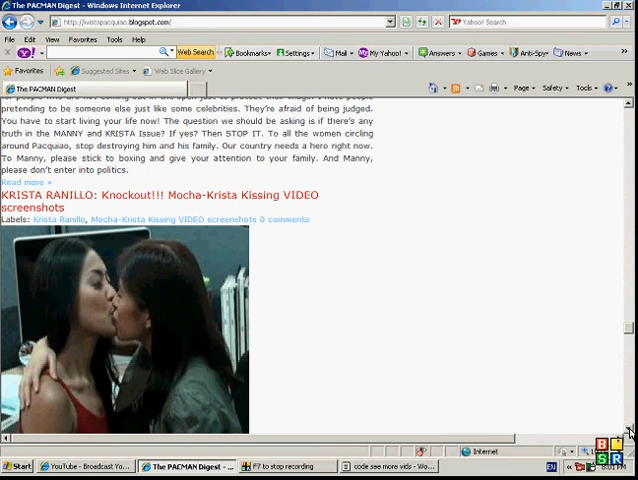 The PACMAN Digest - Windows Internet Explorer
http://kvistapacquiao.blogspot.com/
Yahoo! Search
File Edit View Favorites Tools Help
Y! Web Search Bookmarks Settings Mail My Yahoo! Answers Games Anti-Spy News
Favorites Suggested Sites Web Slice Gallery
The PACMAN Digest Page Safety Tools
pretending to be someone else just like some celebrities. They're afraid of being judged.
You have to start living your life now! The question we should be asking is if there's any
truth in the MANNY and KRISTA Issue? If yes? Then STOP IT. To all the women circling
around Pacquiao, stop destroying him and his family. Our country needs a hero right now.
To Manny, please stick to boxing and give your attention to your family. And Manny,
please don't enter into politics.
Read more »
KRISTA RANILLO: Knockout!!! Mocha-Krista Kissing VIDEO
screenshots
Labels: Krista Ranillo, Mocha-Krista Kissing VIDEO screenshots 0 comments
Internet
B S R
Start YouTube - Broadcast Yo... The PACMAN Digest - ... F7 to stop recording code see more vids - Wo... EN 8:01 PM